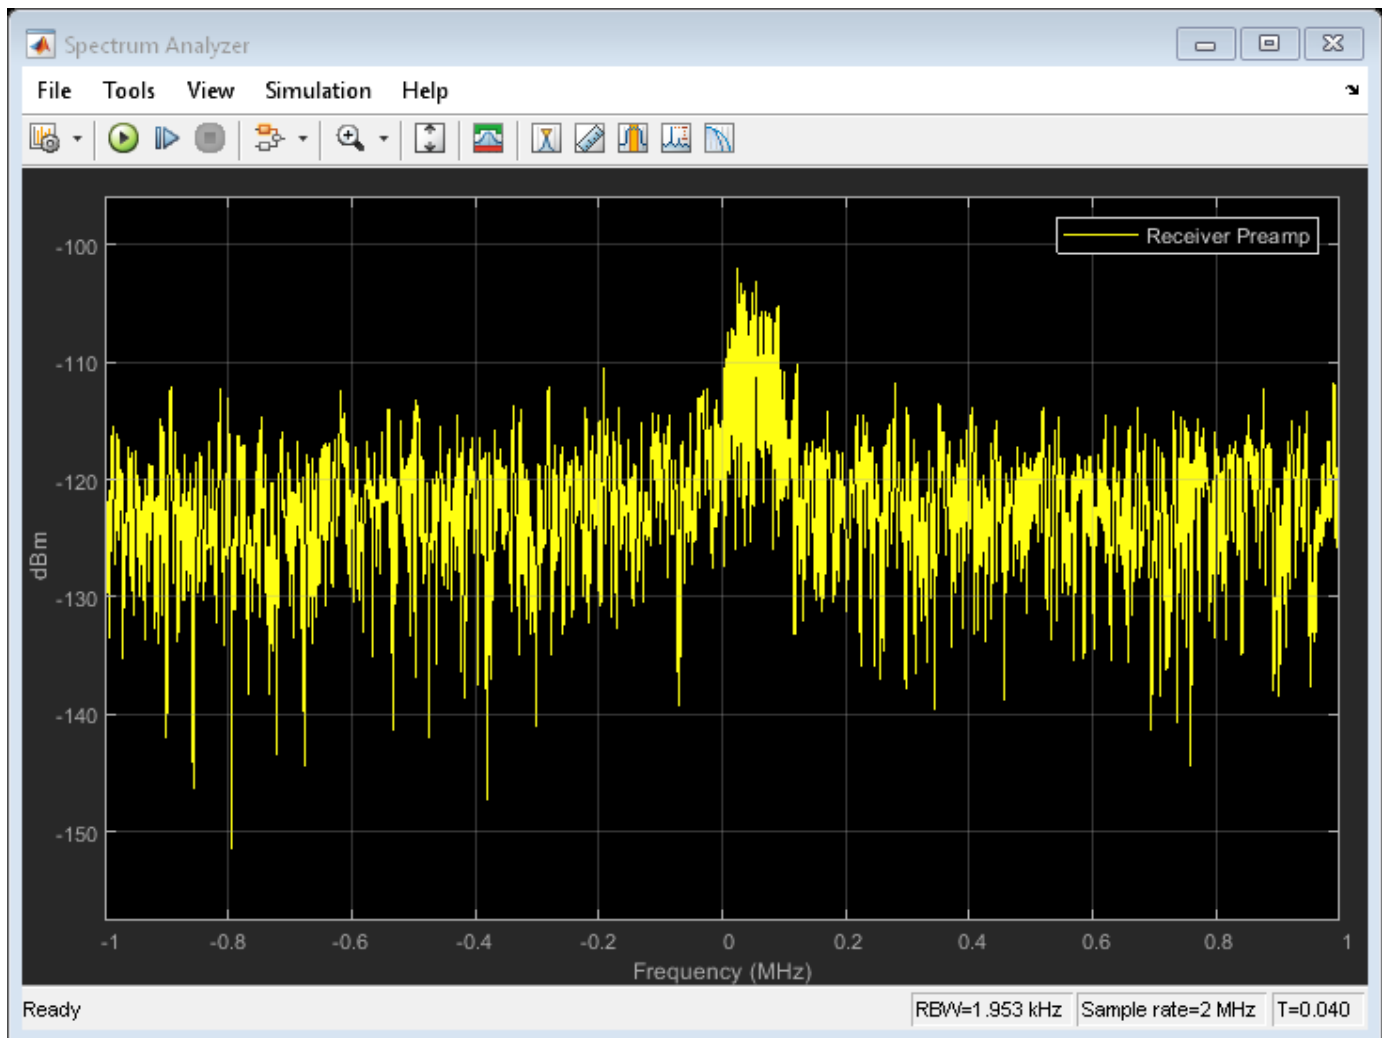 Spectrum Analyzer
File Tools View Simulation Help
Receiver Preamp
-100
-110
-120
-130
-140
-150
dBm
-1 -0.8 -0.6 -0.4 -0.2 0 0.2 0.4 0.6 0.8 1
Frequency (MHz)
Ready RBW=1.953 kHz Sample rate=2 MHz T=0.040